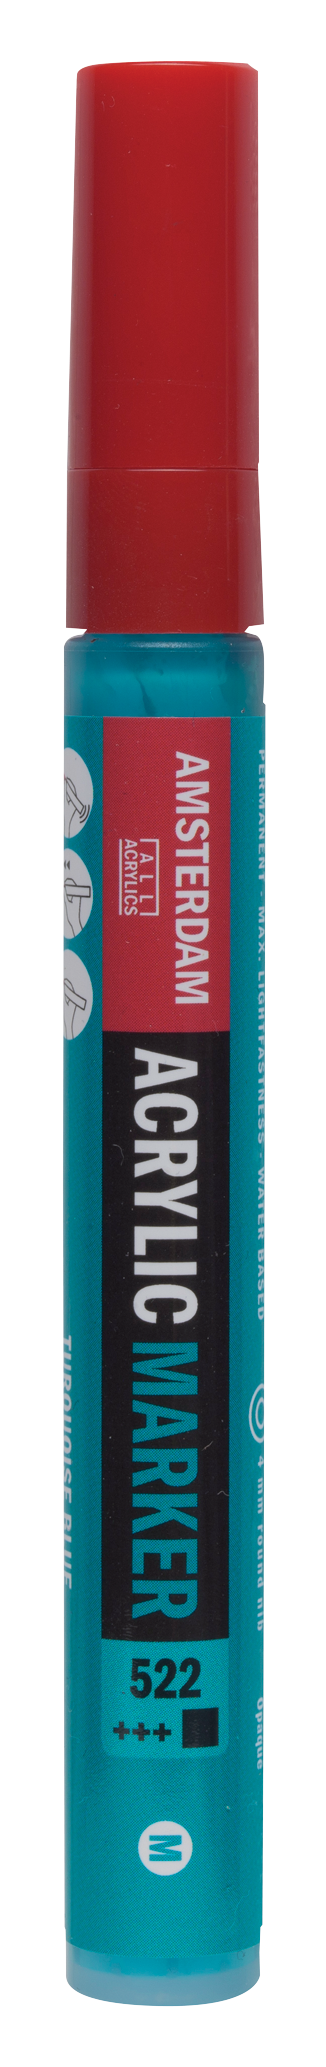 AMSTERDAM
ALL
ACRYLICS
ACRYLIC MARKER
522
+++
M
PERMANENT - MAX. LIGHTFASTNESS - WATER BASED
4 mm round nib
Opaque
TURQUOISE BLUE